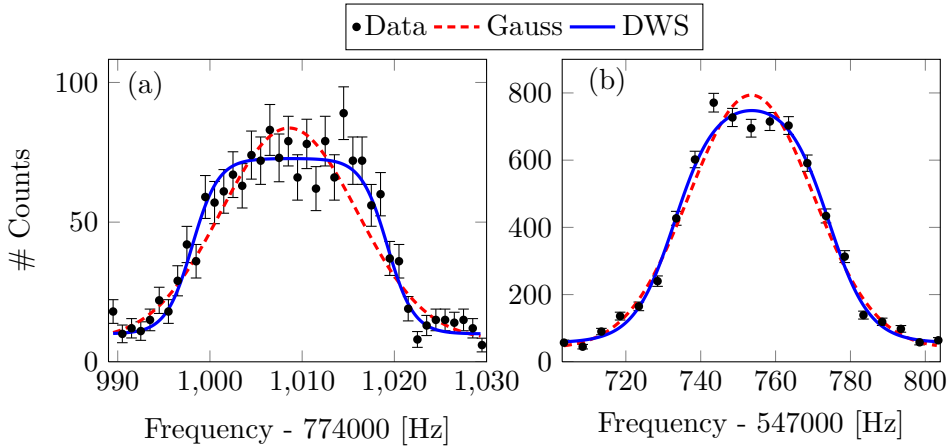 Data Gauss DWS
(a)
(b)
# Counts
100
50
0
990 1,000 1,010 1,020 1,030
Frequency - 774000 [Hz]
800
600
400
200
0
720 740 760 780 800
Frequency - 547000 [Hz]